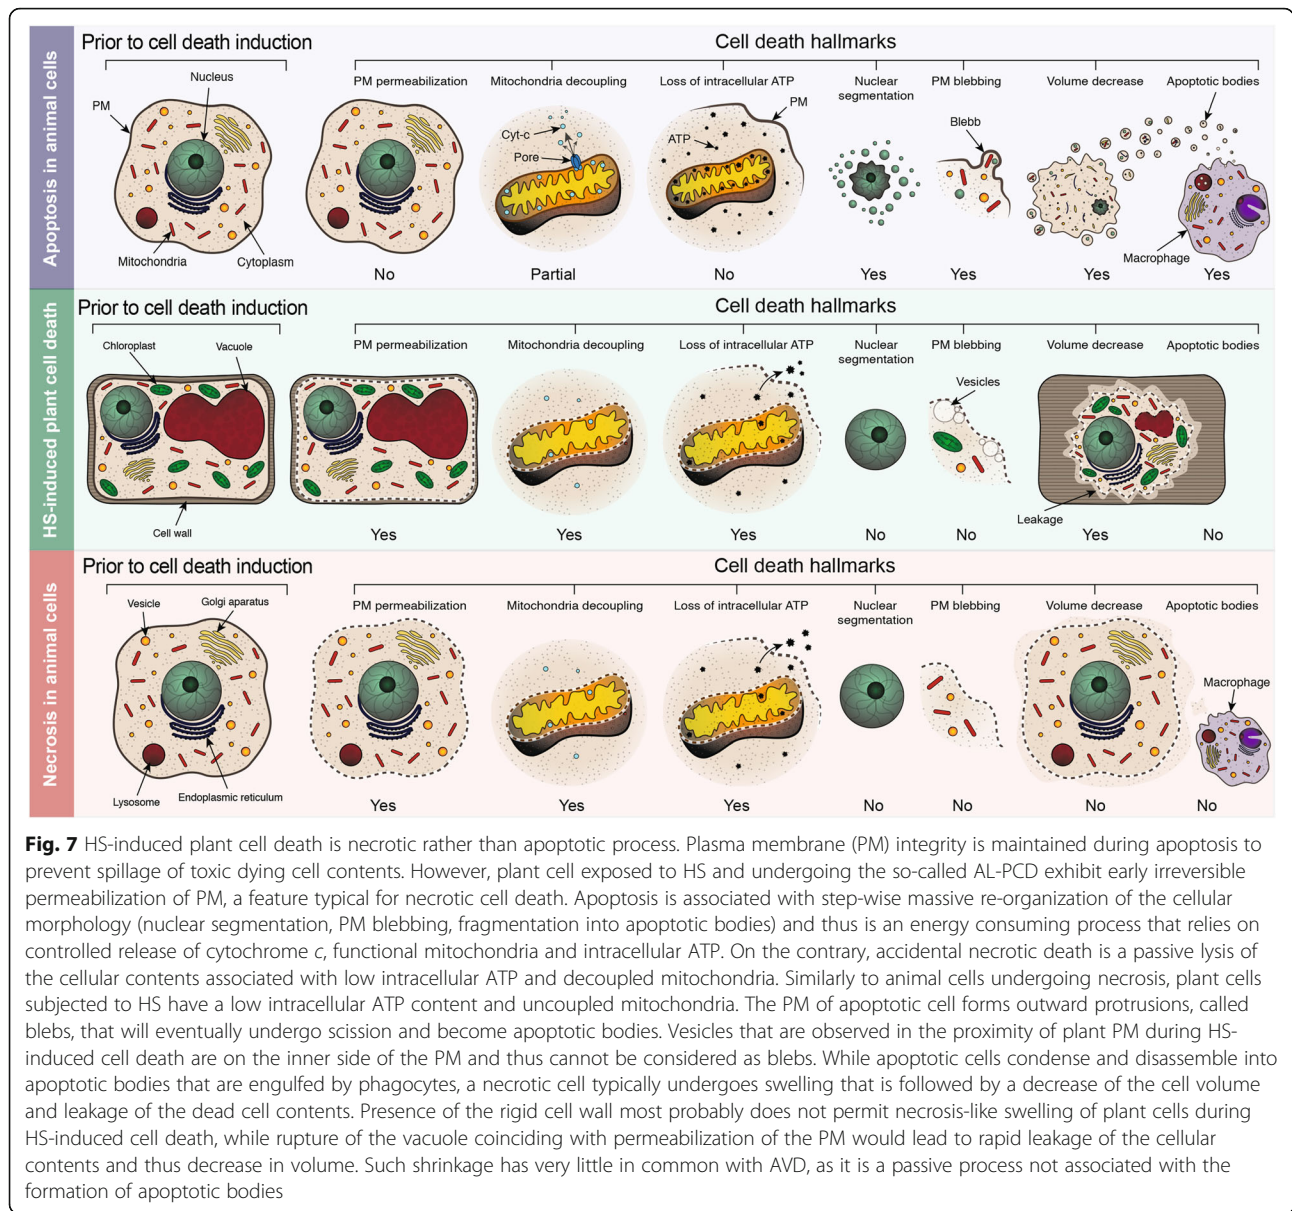 Apoptosis in animal cells
Prior to cell death induction
Cell death hallmarks
Nucleus
PM
Mitochondria
Cytoplasm
PM permeabilization
Mitochondria decoupling
Loss of intracellular ATP
Nuclear
segmentation
PM blebbing
Volume decrease
Apoptotic bodies
Cyt-c
Pore
ATP
PM
Blebb
Macrophage
No
Partial
No
Yes
Yes
Yes
Yes
HS-induced plant cell death
Prior to cell death induction
Cell death hallmarks
Chloroplast
Vacuole
Cell wall
PM permeabilization
Mitochondria decoupling
Loss of intracellular ATP
Nuclear
segmentation
PM blebbing
Volume decrease
Apoptotic bodies
Vesicles
Leakage
Yes
Yes
Yes
No
No
Yes
No
Necrosis in animal cells
Prior to cell death induction
Cell death hallmarks
Vesicle
Golgi aparatus
Lysosome
Endoplasmic reticulum
PM permeabilization
Mitochondria decoupling
Loss of intracellular ATP
Nuclear
segmentation
PM blebbing
Volume decrease
Apoptotic bodies
Macrophage
Yes
Yes
Yes
No
No
No
No
Fig. 7 HS-induced plant cell death is necrotic rather than apoptotic process. Plasma membrane (PM) integrity is maintained during apoptosis to
prevent spillage of toxic dying cell contents. However, plant cell exposed to HS and undergoing the so-called AL-PCD exhibit early irreversible
permeabilization of PM, a feature typical for necrotic cell death. Apoptosis is associated with step-wise massive re-organization of the cellular
morphology (nuclear segmentation, PM blebbing, fragmentation into apoptotic bodies) and thus is an energy consuming process that relies on
controlled release of cytochrome c, functional mitochondria and intracellular ATP. On the contrary, accidental necrotic death is a passive lysis of
the cellular contents associated with low intracellular ATP and decoupled mitochondria. Similarly to animal cells undergoing necrosis, plant cells
subjected to HS have a low intracellular ATP content and uncoupled mitochondria. The PM of apoptotic cell forms outward protrusions, called
blebs, that will eventually undergo scission and become apoptotic bodies. Vesicles that are observed in the proximity of plant PM during HS-
induced cell death are on the inner side of the PM and thus cannot be considered as blebs. While apoptotic cells condense and disassemble into
apoptotic bodies that are engulfed by phagocytes, a necrotic cell typically undergoes swelling that is followed by a decrease of the cell volume
and leakage of the dead cell contents. Presence of the rigid cell wall most probably does not permit necrosis-like swelling of plant cells during
HS-induced cell death, while rupture of the vacuole coinciding with permeabilization of the PM would lead to rapid leakage of the cellular
contents and thus decrease in volume. Such shrinkage has very little in common with AVD, as it is a passive process not associated with the
formation of apoptotic bodies